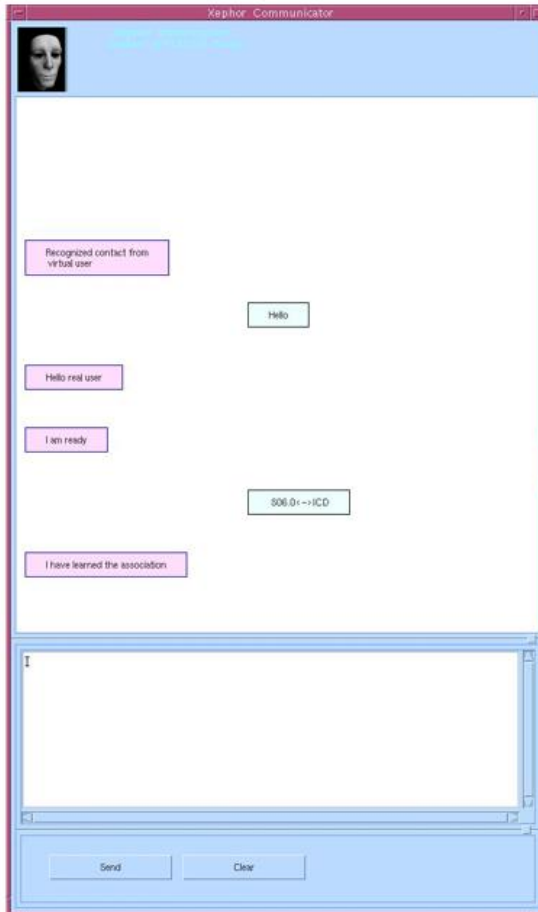 Xephor Communicator
Recognized contact from
virtual user
Hello
Hello real user
I am ready
S06.0<->ICD
I have learned the association
Send
Clear